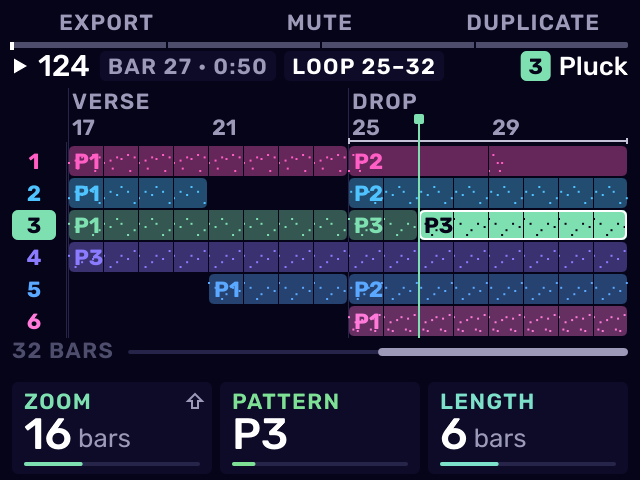 EXPORT MUTE DUPLICATE
124 BAR 27 • 0:50 LOOP 25–32 3 Pluck
VERSE DROP
17 21 25 29
1 P1 P2
2 P1 P2
3 P1 P3 P3
4 P3
5 P1 P2
6 P1
32 BARS
ZOOM PATTERN LENGTH
16 bars P3 6 bars